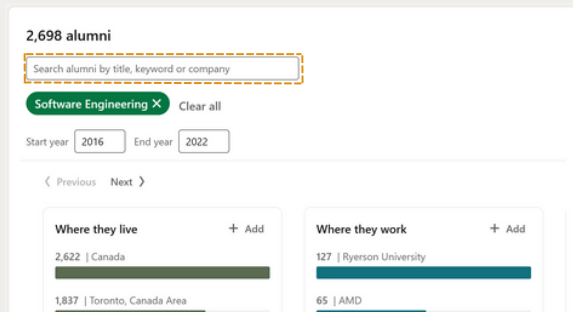 2,698 alumni
Search alumni by title, keyword or company
Software Engineering ✕ Clear all
Start year 2016 End year 2022
Previous Next
Where they live + Add
2,622 | Canada
1,837 | Toronto, Canada Area
Where they work + Add
127 | Ryerson University
65 | AMD